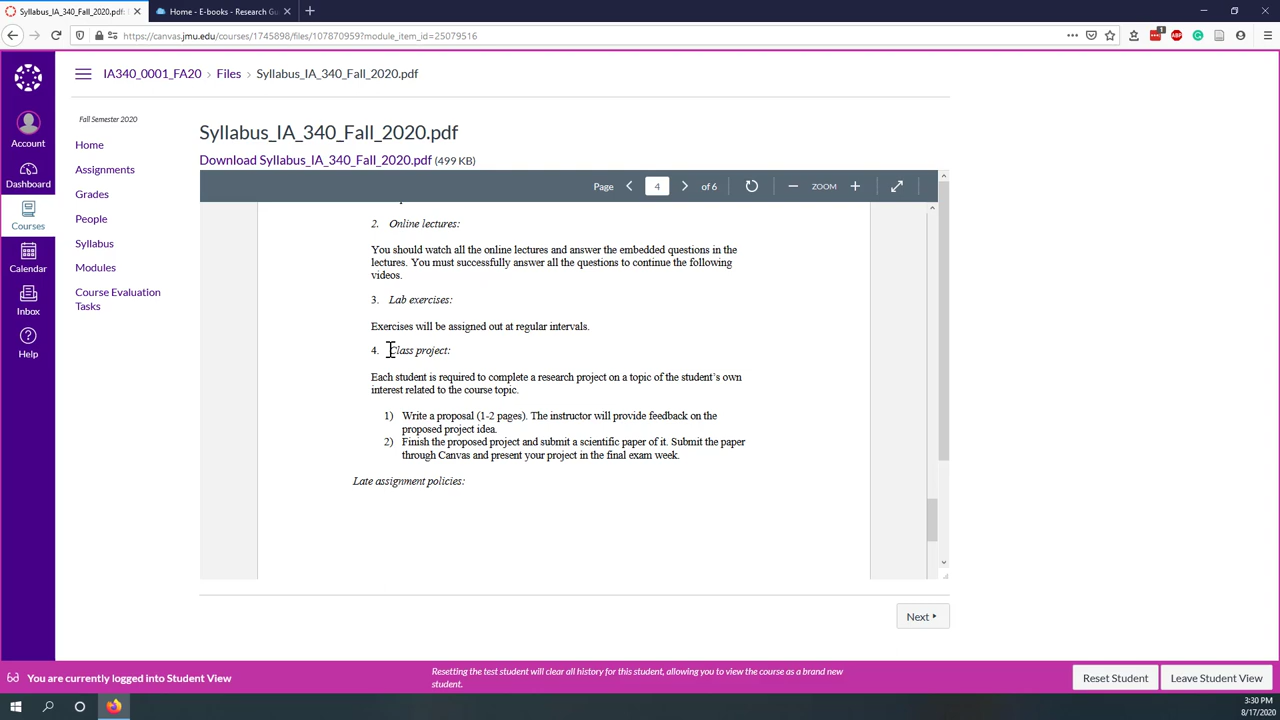 Syllabus_IA_340_Fall_2020.pdf:
Home - E-books - Research Gu
https://canvas.jmu.edu/courses/1745898/files/107870959?module_item_id=25079516
IA340_0001_FA20 › Files › Syllabus_IA_340_Fall_2020.pdf
Account
Dashboard
Courses
Calendar
Inbox
Help
Fall Semester 2020
Home
Assignments
Grades
People
Syllabus
Modules
Course Evaluation
Tasks
Syllabus_IA_340_Fall_2020.pdf
Download Syllabus_IA_340_Fall_2020.pdf (499 KB)
Page 4 of 6 ZOOM
2. Online lectures:
You should watch all the online lectures and answer the embedded questions in the
lectures. You must successfully answer all the questions to continue the following
videos.
3. Lab exercises:
Exercises will be assigned out at regular intervals.
4. Class project:
Each student is required to complete a research project on a topic of the student's own
interest related to the course topic.
1) Write a proposal (1-2 pages). The instructor will provide feedback on the
proposed project idea.
2) Finish the proposed project and submit a scientific paper of it. Submit the paper
through Canvas and present your project in the final exam week.
Late assignment policies:
Next
You are currently logged into Student View
Resetting the test student will clear all history for this student, allowing you to view the course as a brand new
student.
Reset Student
Leave Student View
3:30 PM
8/17/2020